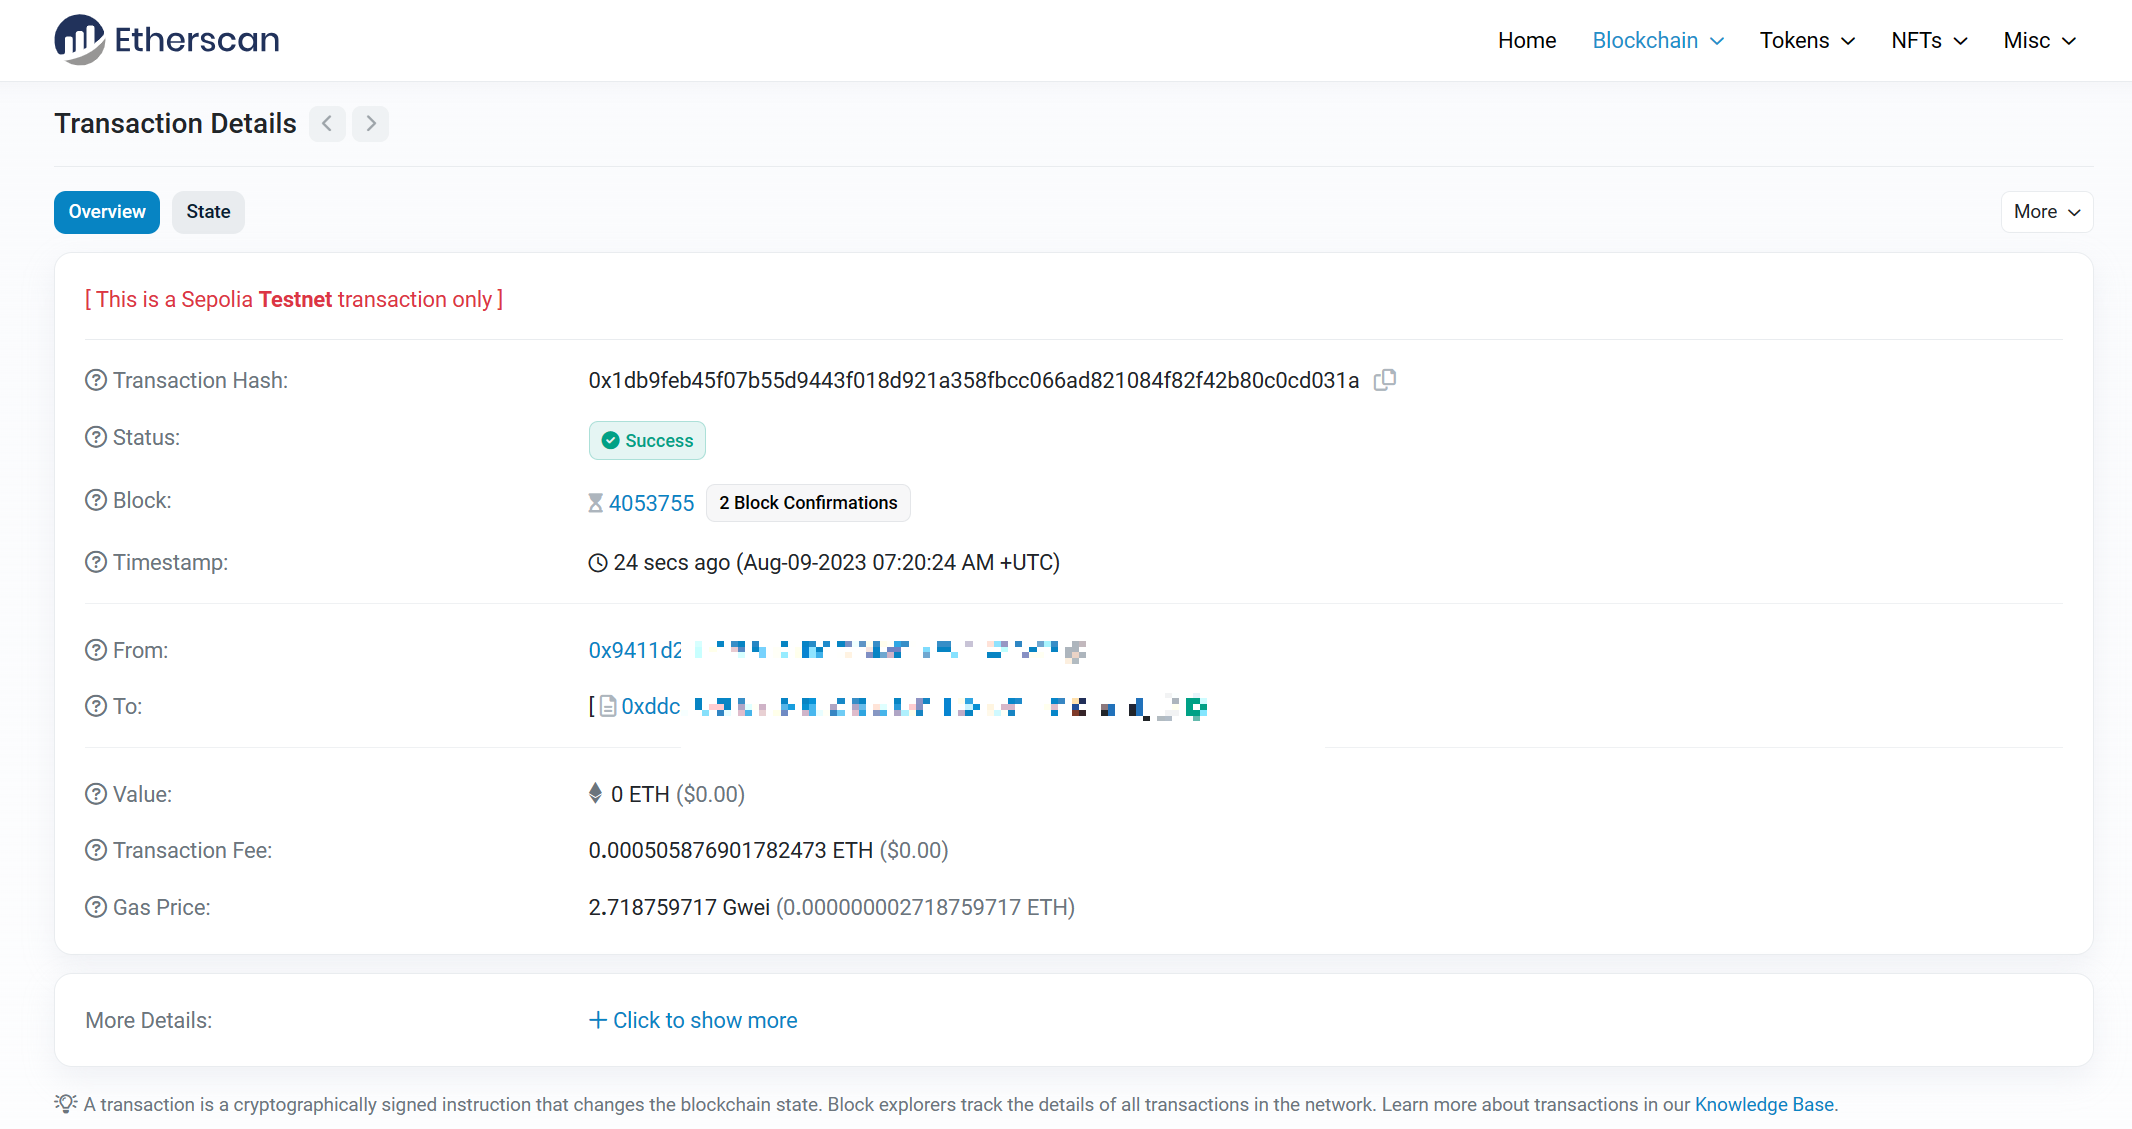 Etherscan
Home Blockchain Tokens NFTs Misc
Transaction Details
Overview State More
[ This is a Sepolia Testnet transaction only ]
Transaction Hash: 0x1db9feb45f07b55d9443f018d921a358fbcc066ad821084f82f42b80c0cd031a
Status: Success
Block: 4053755 2 Block Confirmations
Timestamp: 24 secs ago (Aug-09-2023 07:20:24 AM +UTC)
From: 0x9411d2
To: [ 0xddc
Value: 0 ETH ($0.00)
Transaction Fee: 0.000505876901782473 ETH ($0.00)
Gas Price: 2.718759717 Gwei (0.000000002718759717 ETH)
More Details: + Click to show more
A transaction is a cryptographically signed instruction that changes the blockchain state. Block explorers track the details of all transactions in the network. Learn more about transactions in our Knowledge Base.